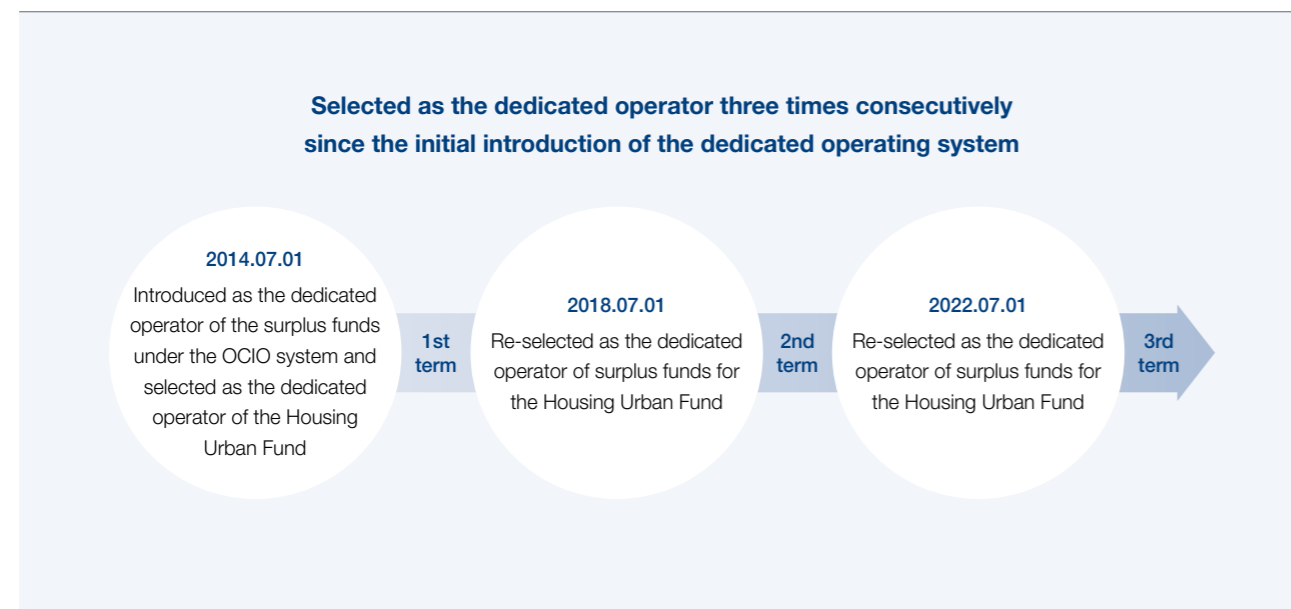 Selected as the dedicated operator three times consecutively
since the initial introduction of the dedicated operating system
2014.07.01
Introduced as the dedicated
operator of the surplus funds
under the OCIO system and
selected as the dedicated
operator of the Housing
Urban Fund
1st
term
2018.07.01
Re-selected as the dedicated
operator of surplus funds for
the Housing Urban Fund
2nd
term
2022.07.01
Re-selected as the dedicated
operator of surplus funds for
the Housing Urban Fund
3rd
term